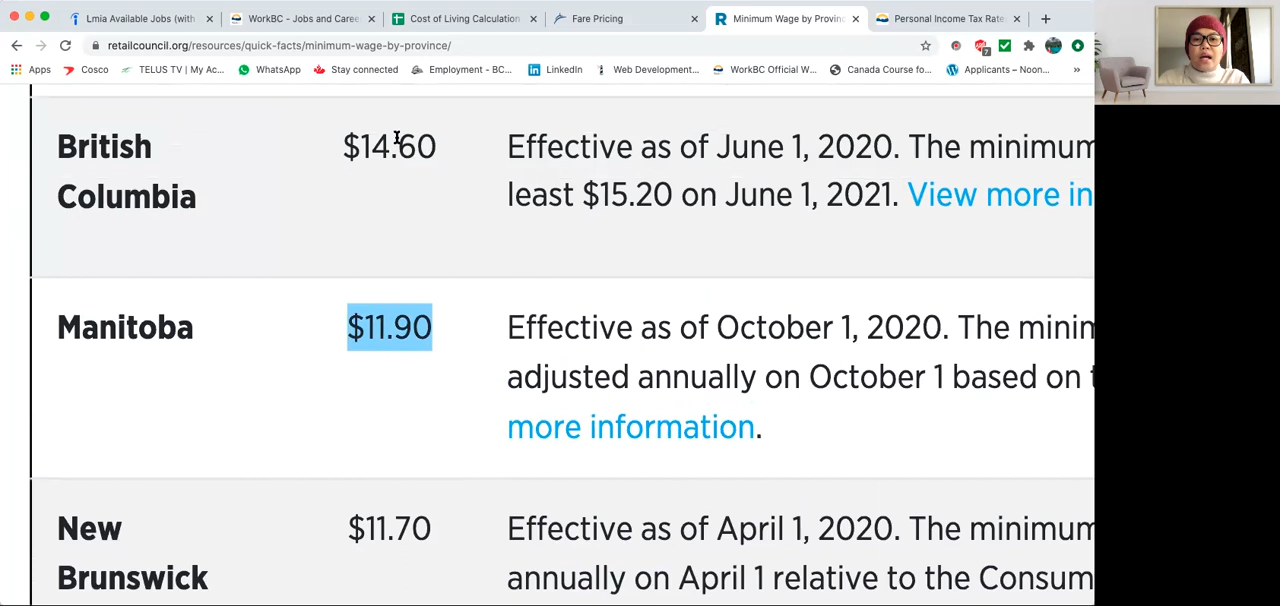 Lmia Available Jobs (with
WorkBC - Jobs and Caree
Cost of Living Calculation
Fare Pricing
Minimum Wage by Provinc
Personal Income Tax Rate
retailcouncil.org/resources/quick-facts/minimum-wage-by-province/
7
Apps
Cosco
TELUS TV | My Ac...
WhatsApp
Stay connected
Employment - BC...
LinkedIn
Web Development...
WorkBC Official W...
Canada Course fo...
Applicants – Noon...
»
British
Columbia
$14.60
Effective as of June 1, 2020. The minimum
least $15.20 on June 1, 2021. View more in
Manitoba
$11.90
Effective as of October 1, 2020. The minim
adjusted annually on October 1 based on t
more information.
New
Brunswick
$11.70
Effective as of April 1, 2020. The minimum
annually on April 1 relative to the Consum